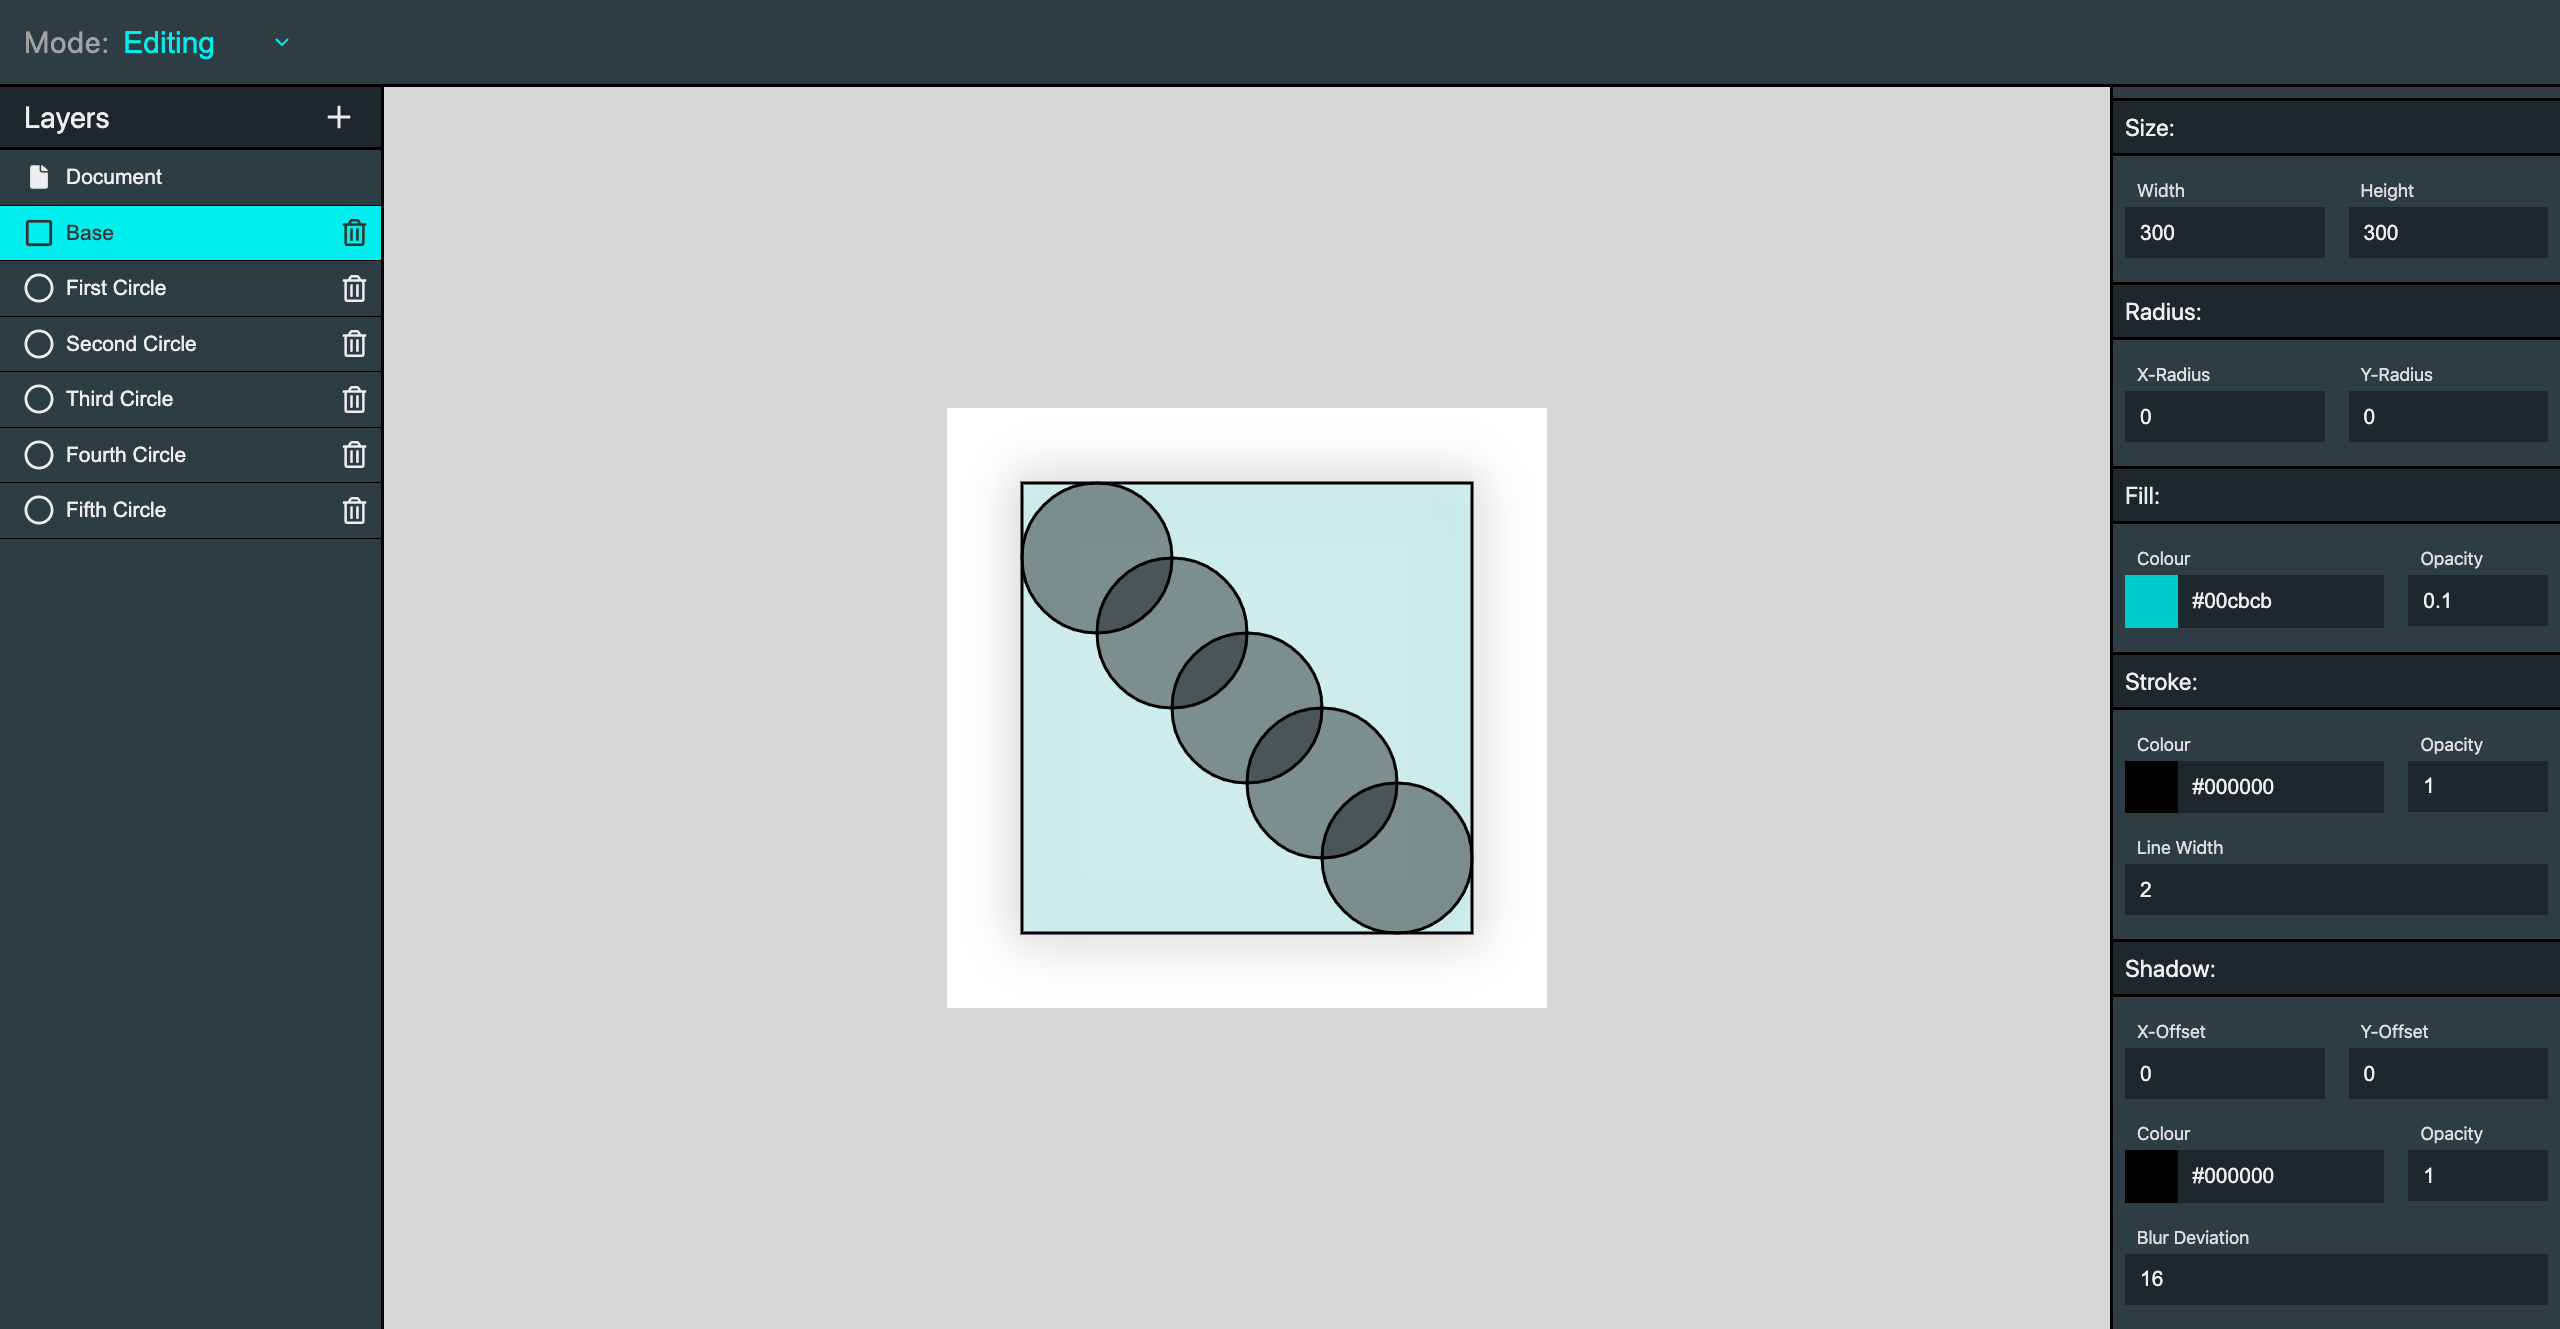 Mode: Editing
Layers
Document
Base
First Circle
Second Circle
Third Circle
Fourth Circle
Fifth Circle
Size:
Width Height
300 300
Radius:
X-Radius Y-Radius
0 0
Fill:
Colour Opacity
#00cbcb 0.1
Stroke:
Colour Opacity
#000000 1
Line Width
2
Shadow:
X-Offset Y-Offset
0 0
Colour Opacity
#000000 1
Blur Deviation
16